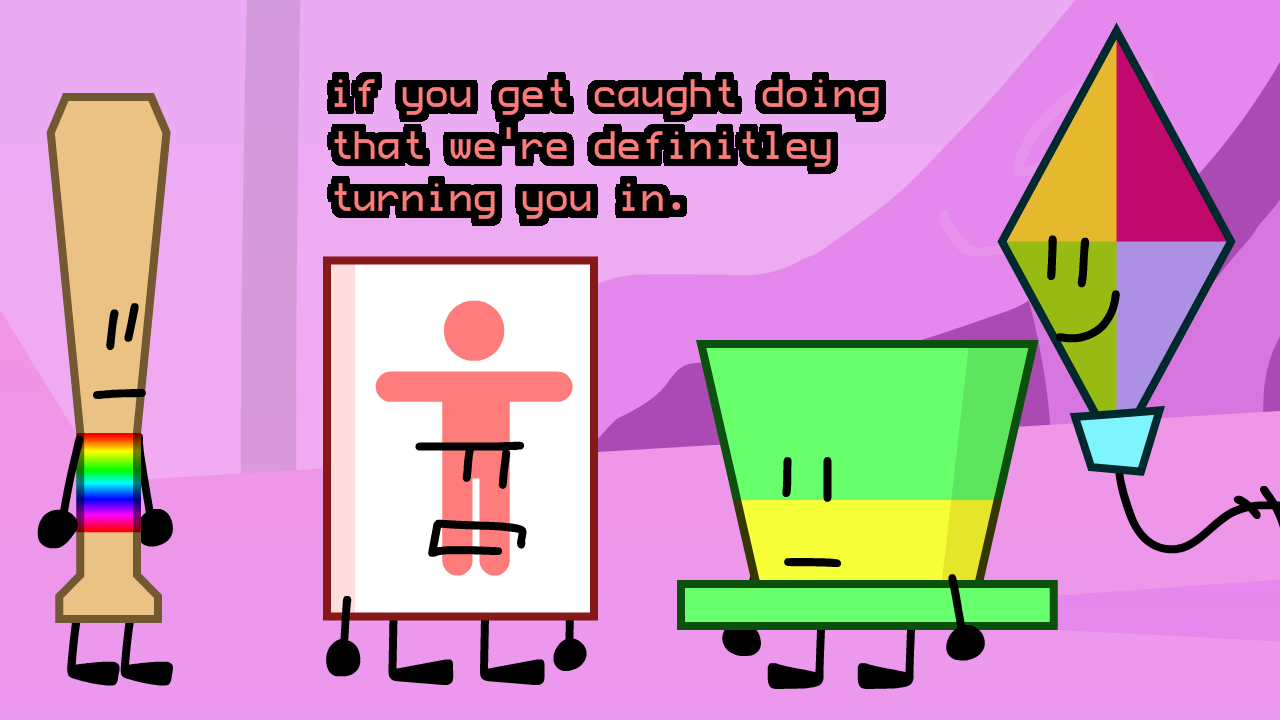 if you get caught doing
that we're definitley
turning you in.